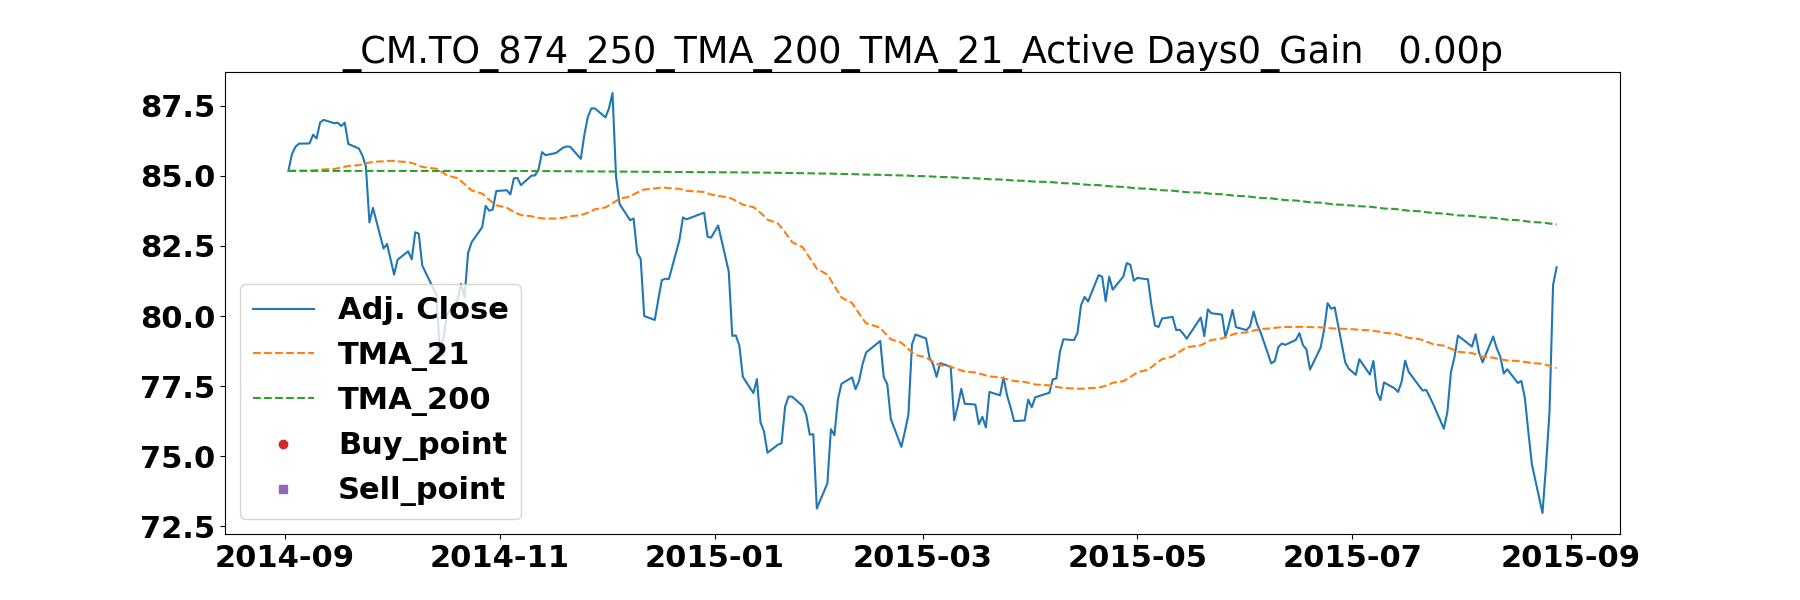 _CM.TO_874_250_TMA_200_TMA_21_Active Days0_Gain   0.00p
87.5
85.0
82.5
80.0
77.5
75.0
72.5
Adj. Close
TMA_21
TMA_200
Buy_point
Sell_point
2014-09 2014-11 2015-01 2015-03 2015-05 2015-07 2015-09